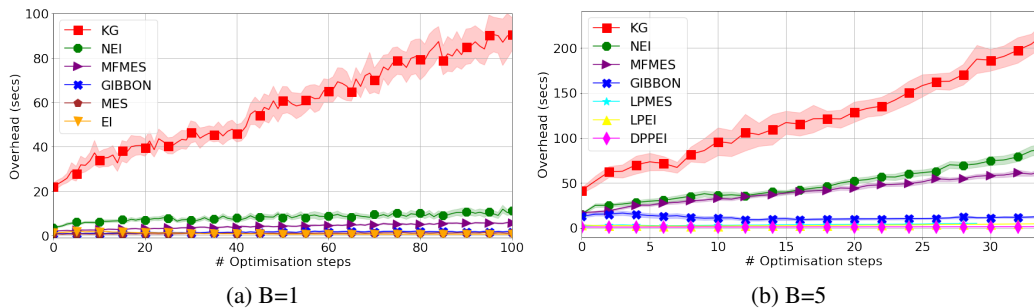 100
80
60
40
20
0
Overhead (secs)
KG
NEI
MFMES
GIBBON
MES
EI
0 20 40 60 80 100
# Optimisation steps
(a) B=1
200
150
100
50
0
Overhead (secs)
KG
NEI
MFMES
GIBBON
LPMES
LPEI
DPPEI
0 5 10 15 20 25 30
# Optimisation steps
(b) B=5